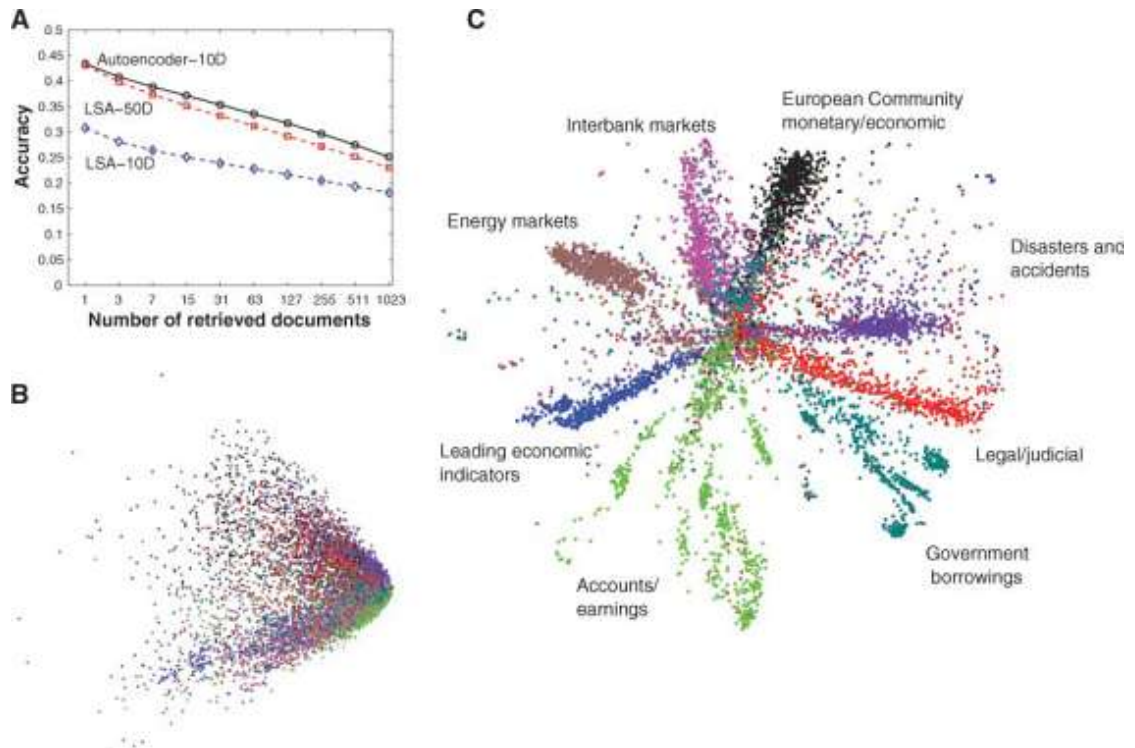 A
0.5
0.45
0.4
0.35
0.3
0.25
0.2
0.15
0.1
0.05
0
Accuracy
Autoencoder-10D
LSA-50D
LSA-10D
1 3 7 15 31 63 127 255 511 1023
Number of retrieved documents
B
C
European Community
monetary/economic
Interbank markets
Energy markets
Disasters and
accidents
Leading economic
indicators
Legal/judicial
Government
borrowings
Accounts/
earnings